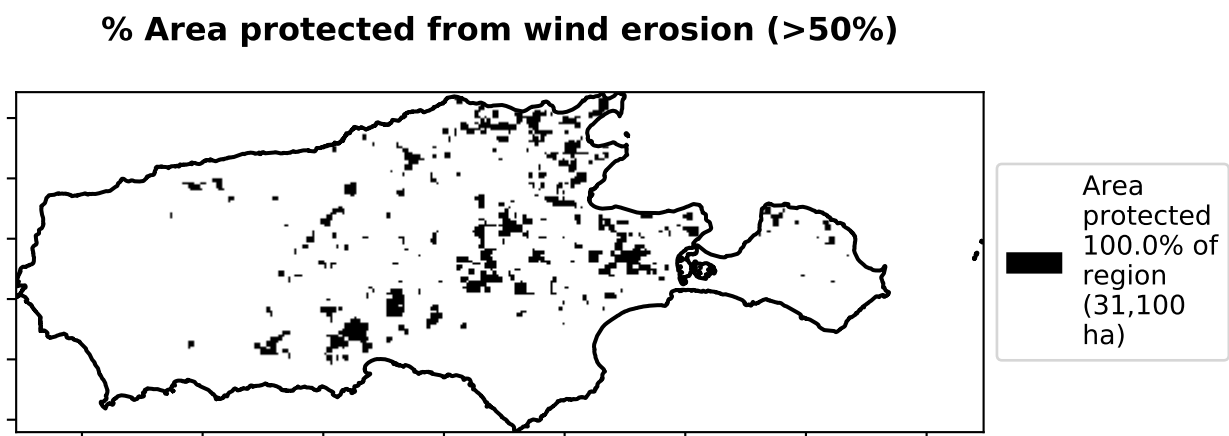 % Area protected from wind erosion (>50%)
Area
protected
100.0% of
region
(31,100
ha)